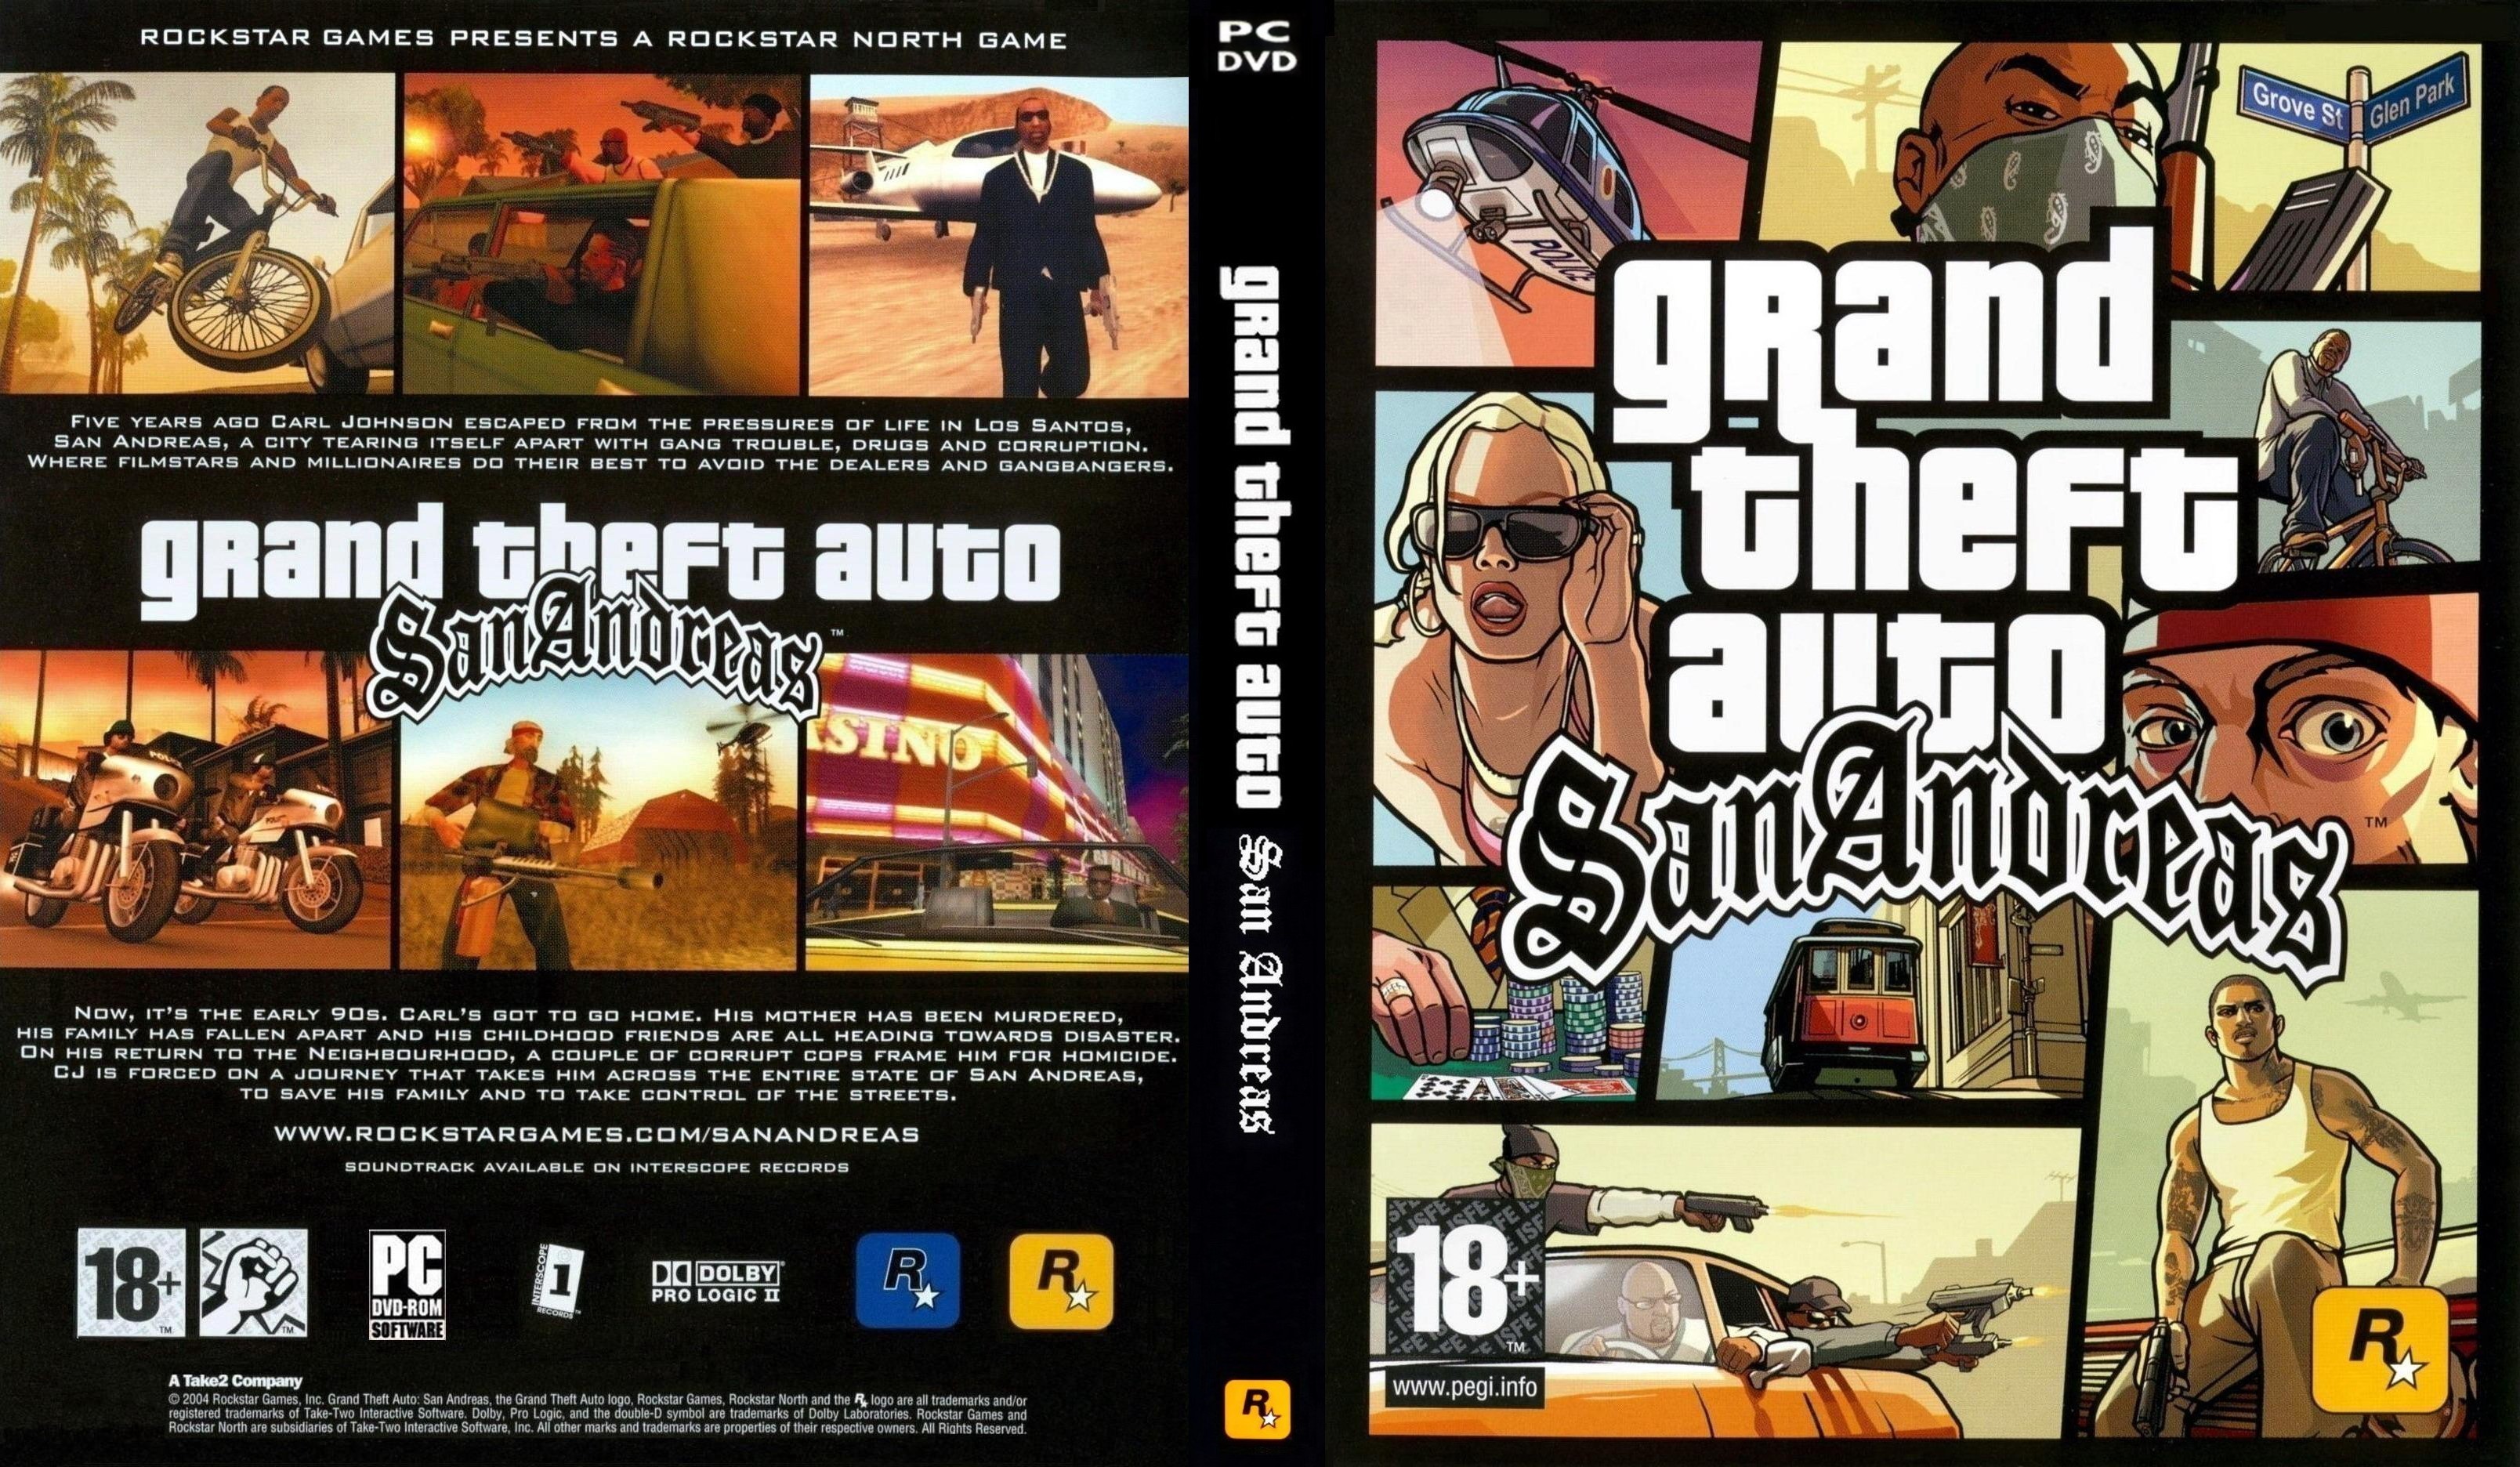 ROCKSTAR GAMES PRESENTS A ROCKSTAR NORTH GAME
FIVE YEARS AGO CARL JOHNSON ESCAPED FROM THE PRESSURES OF LIFE IN LOS SANTOS,
SAN ANDREAS, A CITY TEARING ITSELF APART WITH GANG TROUBLE, DRUGS AND CORRUPTION.
WHERE FILMSTARS AND MILLIONAIRES DO THEIR BEST TO AVOID THE DEALERS AND GANGBANGERS.
grand theft auto
San Andreas™
POLICE
ASINO
NOW, IT'S THE EARLY 90S. CARL'S GOT TO GO HOME. HIS MOTHER HAS BEEN MURDERED,
HIS FAMILY HAS FALLEN APART AND HIS CHILDHOOD FRIENDS ARE ALL HEADING TOWARDS DISASTER.
ON HIS RETURN TO THE NEIGHBOURHOOD, A COUPLE OF CORRUPT COPS FRAME HIM FOR HOMICIDE.
CJ IS FORCED ON A JOURNEY THAT TAKES HIM ACROSS THE ENTIRE STATE OF SAN ANDREAS,
TO SAVE HIS FAMILY AND TO TAKE CONTROL OF THE STREETS.
WWW.ROCKSTARGAMES.COM/SANANDREAS
SOUNDTRACK AVAILABLE ON INTERSCOPE RECORDS
18+™
™
PC
DVD-ROM
SOFTWARE
INTERSCOPE
1
RECORDS™
DOLBY
PRO LOGIC II
R
R
A Take2 Company
© 2004 Rockstar Games, Inc. Grand Theft Auto: San Andreas, the Grand Theft Auto logo, Rockstar Games, Rockstar North and the R logo are all trademarks and/or
registered trademarks of Take-Two Interactive Software. Dolby, Pro Logic, and the double-D symbol are trademarks of Dolby Laboratories. Rockstar Games and
Rockstar North are subsidiaries of Take-Two Interactive Software, Inc. All other marks and trademarks are properties of their respective owners. All Rights Reserved.
PC
DVD
grand theft auto San Andreas
R
POLICE
Grove St
Glen Park
grand
theft
auto
San Andreas™
18+™
www.pegi.info
R